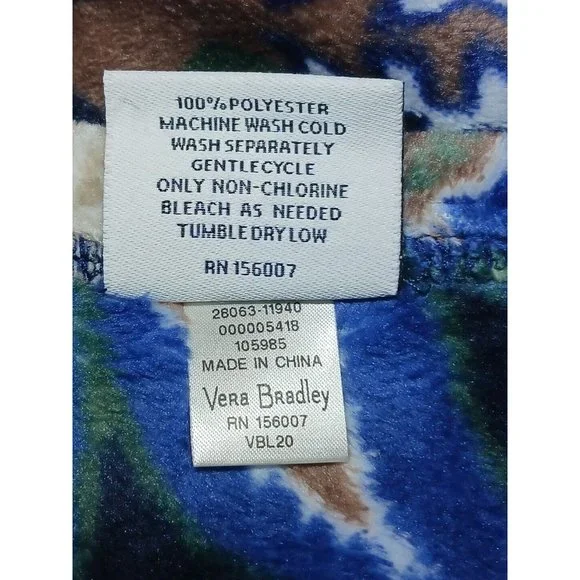 100% POLYESTER
MACHINE WASH COLD
WASH SEPARATELY
GENTLECYCLE
ONLY NON-CHLORINE
BLEACH AS NEEDED
TUMBLE DRY LOW
RN 156007
28063-11940
000005418
105985
MADE IN CHINA
Vera Bradley
RN 156007
VBL20